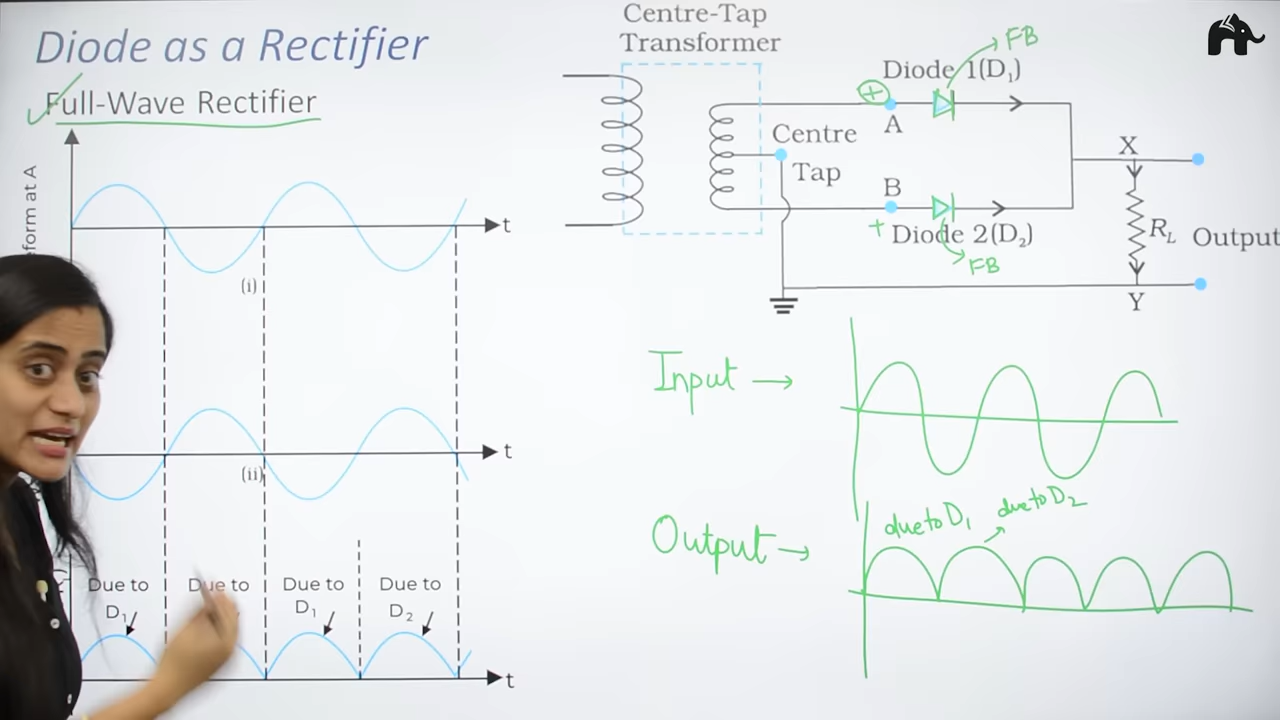 Diode as a Rectifier
Full-Wave Rectifier
eform at A
t
(i)
t
(ii)
Due to
D1
Due to
Due to
D1
Due to
D2
t
Centre-Tap
Transformer
Centre
Tap
FB
Diode 1(D1)
+
A
B
+
Diode 2(D2)
FB
X
RL
Output
Y
Input →
Output →
due to D1
due to D2